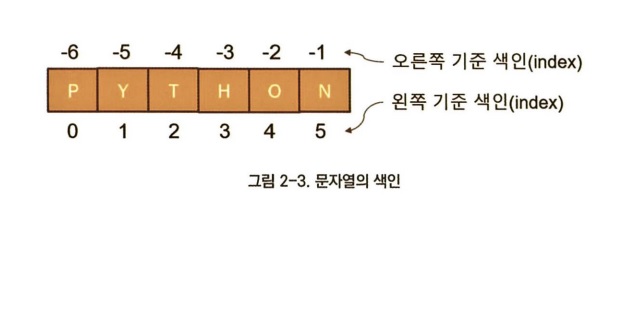 -6 -5 -4 -3 -2 -1
오른쪽 기준 색인(index)
P Y T H O N
왼쪽 기준 색인(index)
0 1 2 3 4 5
그림 2-3. 문자열의 색인